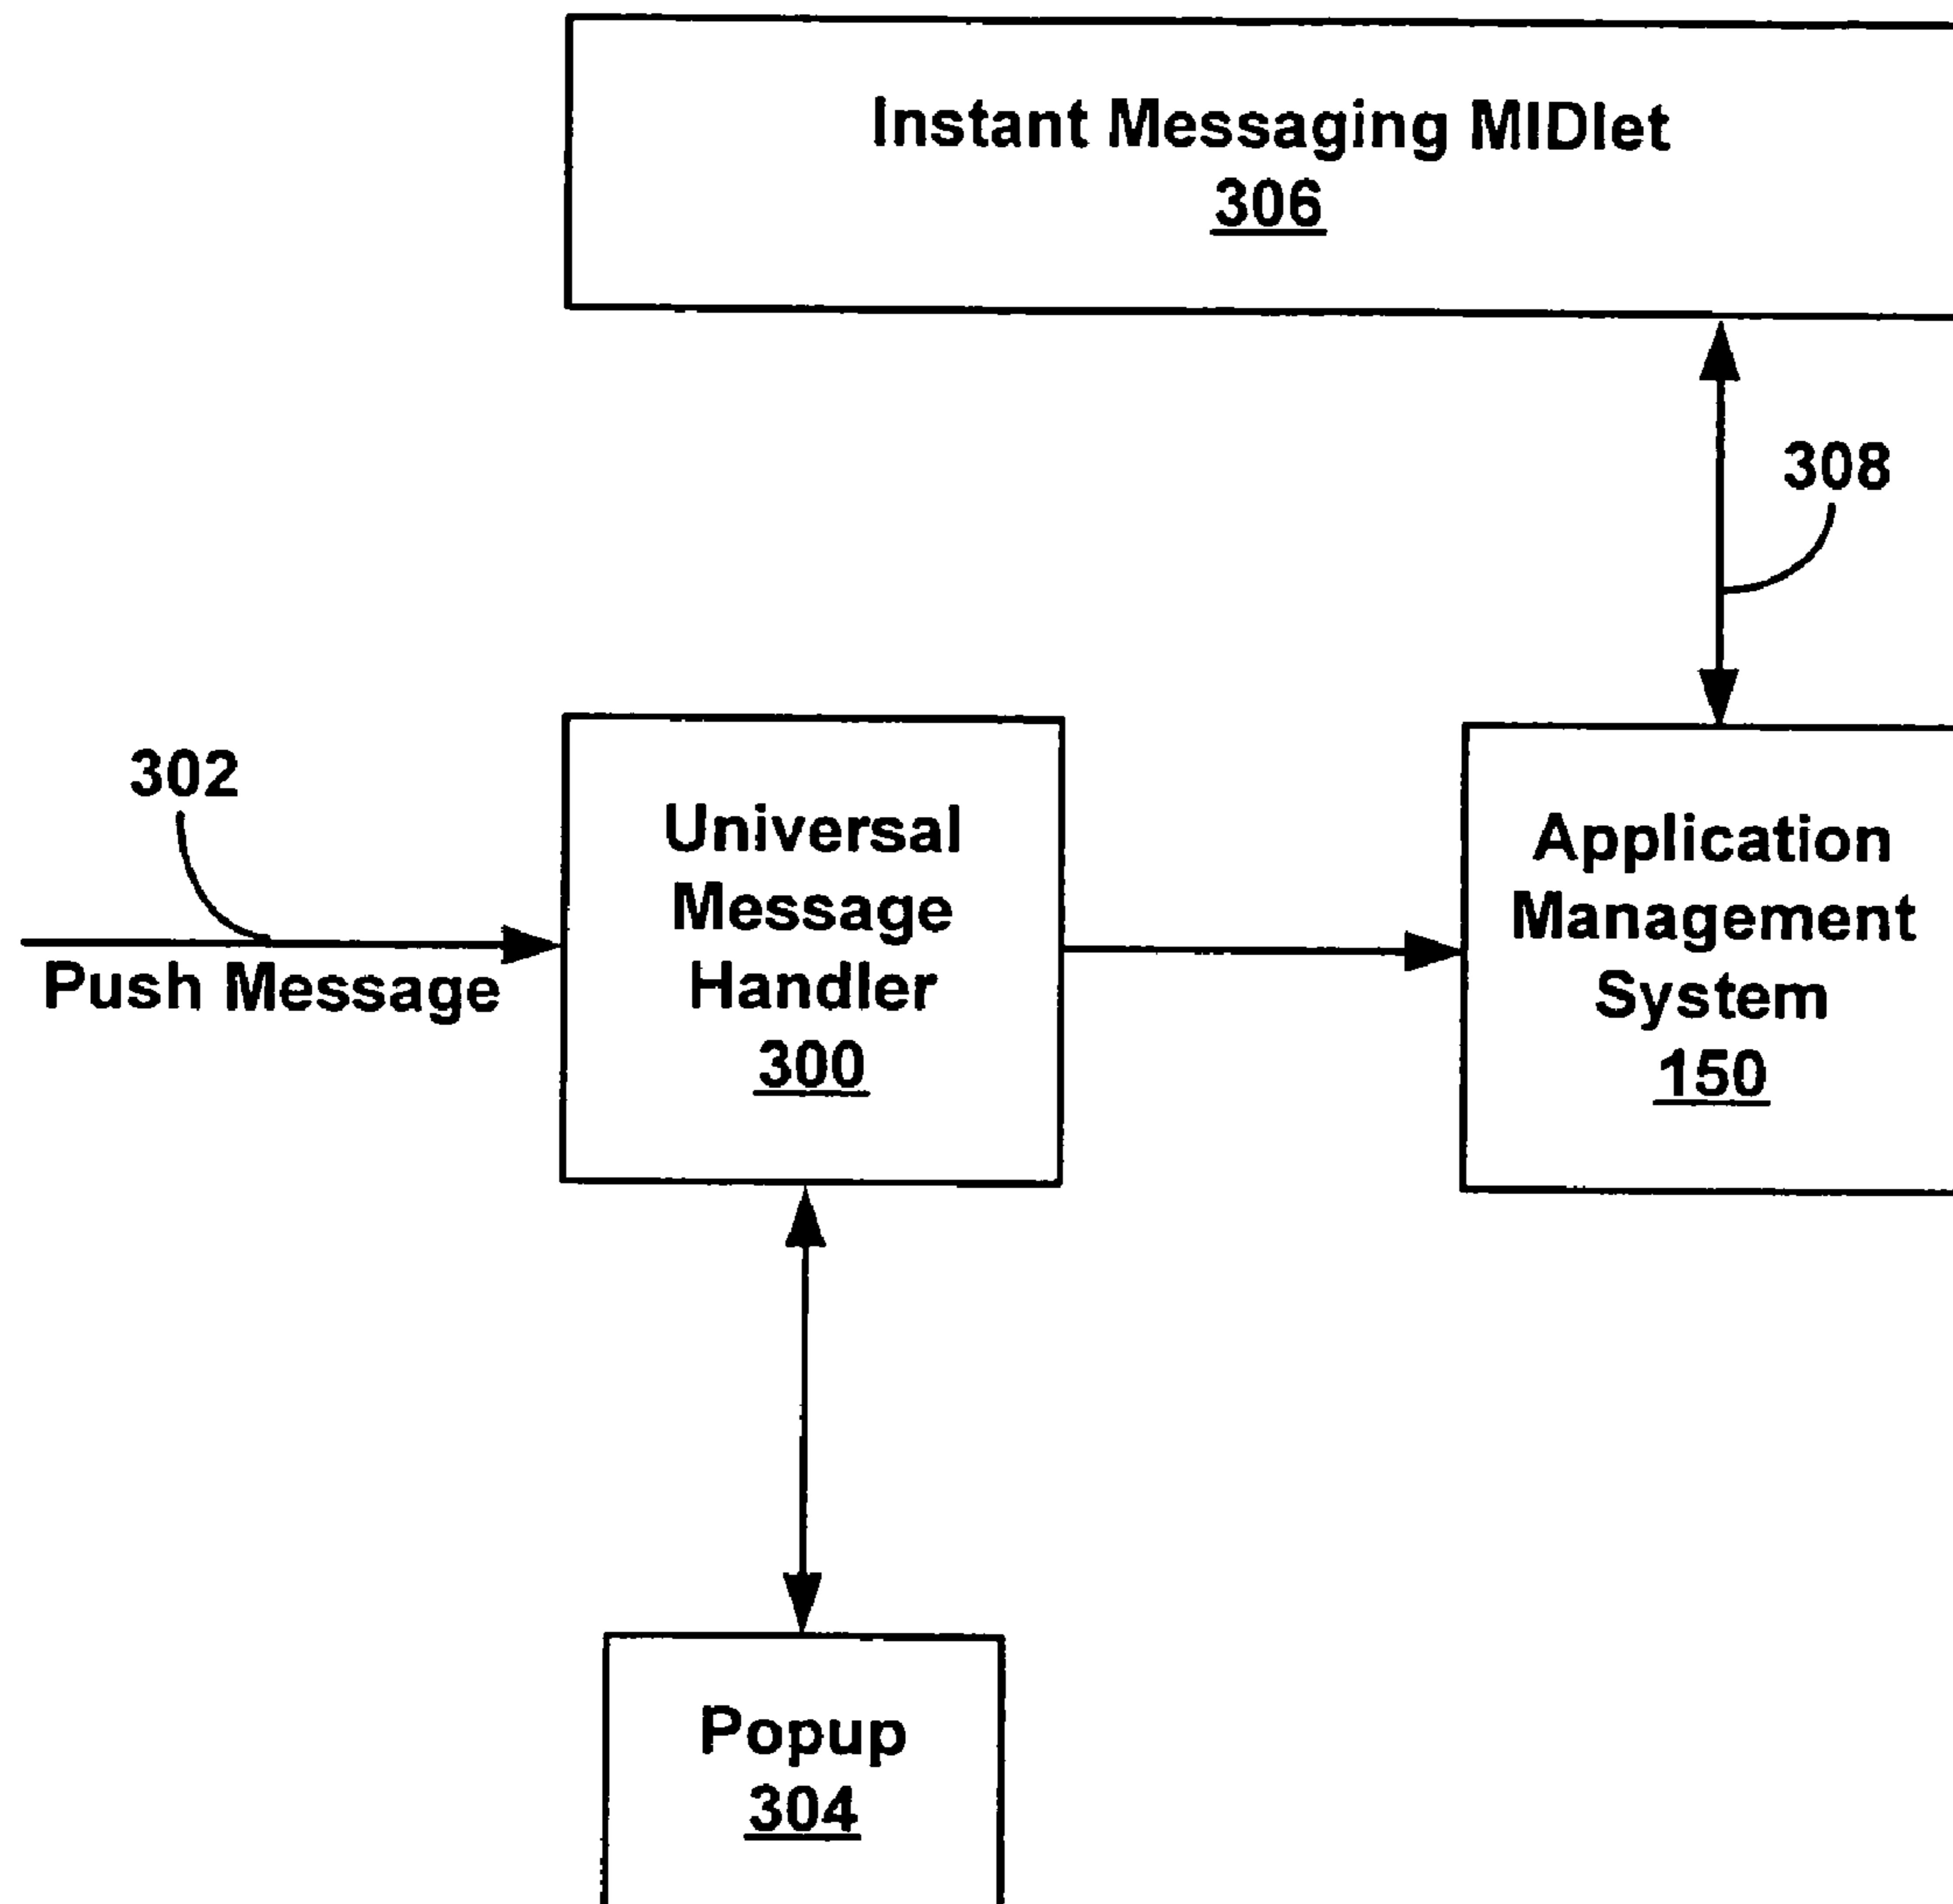 Instant Messaging MIDlet
306
308
302
Push Message
Universal
Message
Handler
300
Application
Management
System
150
Popup
304